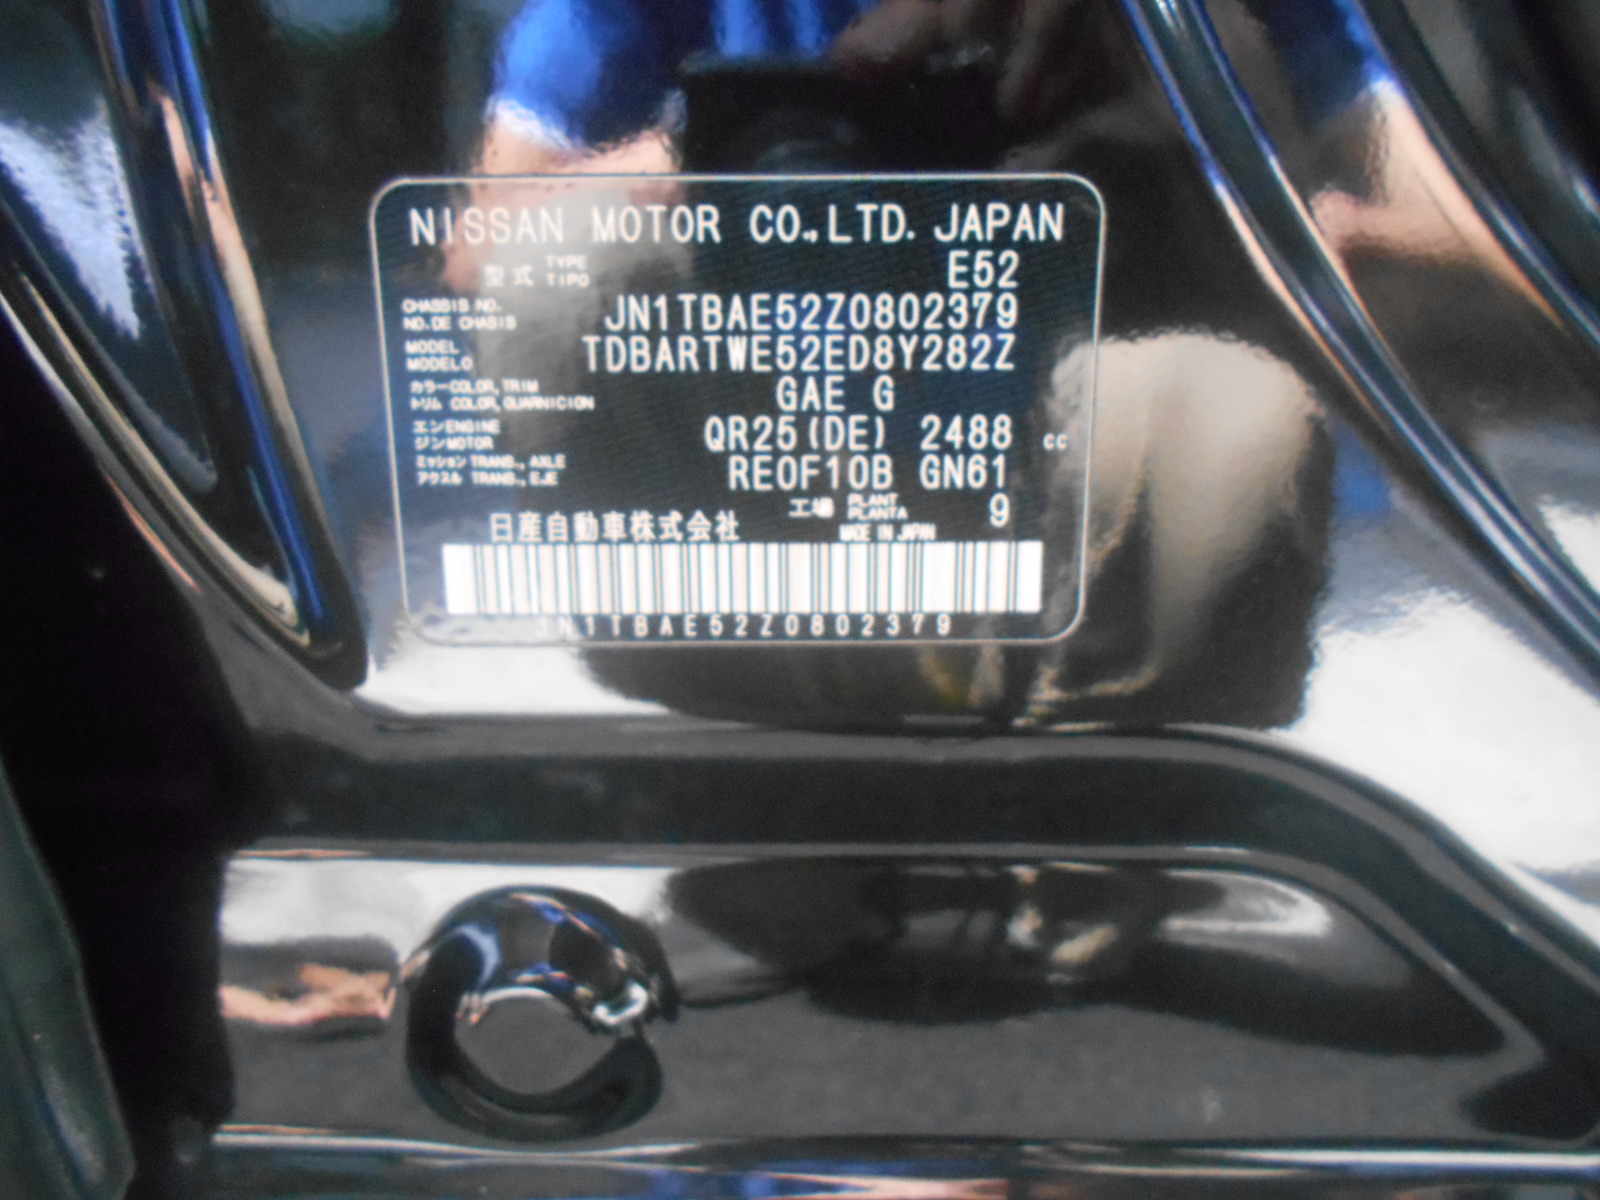 NISSAN MOTOR CO.,LTD. JAPAN
型式 TYPE TIPO E52
CHASSIS NO. NO.DE CHASIS JN1TBAE52Z0802379
MODEL MODELO TDBARTWE52ED8Y282Z
カラー COLOR,TRIM トリム COLOR,GUARNICION GAE G
エンジン ENGINE MOTOR QR25(DE) 2488 cc
ミッション TRANS.,AXLE アクスル TRANS.,EJE RE0F10B GN61
工場 PLANT PLANTA 9
日産自動車株式会社 MADE IN JAPAN
JN1TBAE52Z0802379